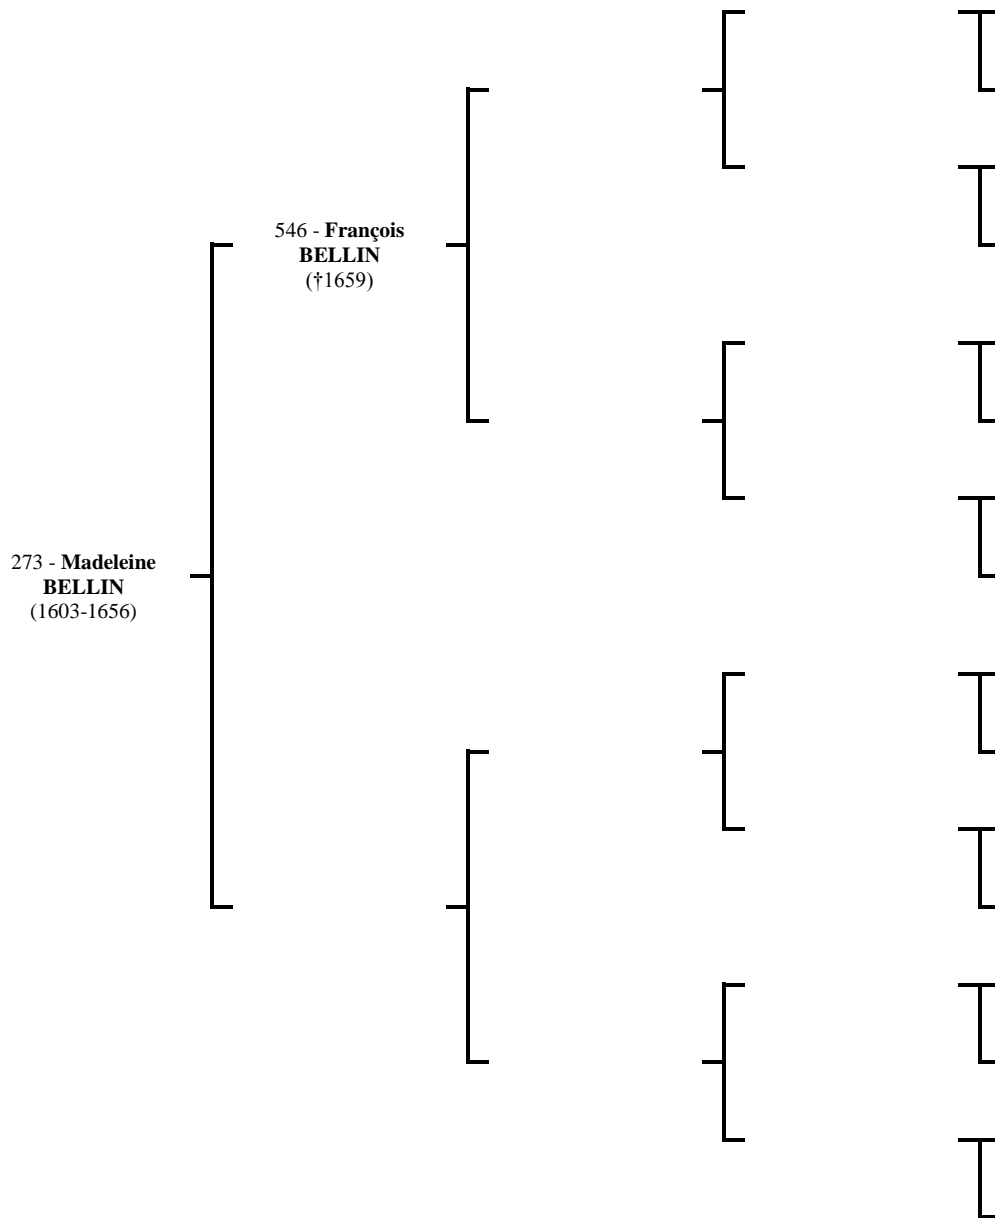 546 - François
BELLIN
(†1659)
273 - Madeleine
BELLIN
(1603-1656)